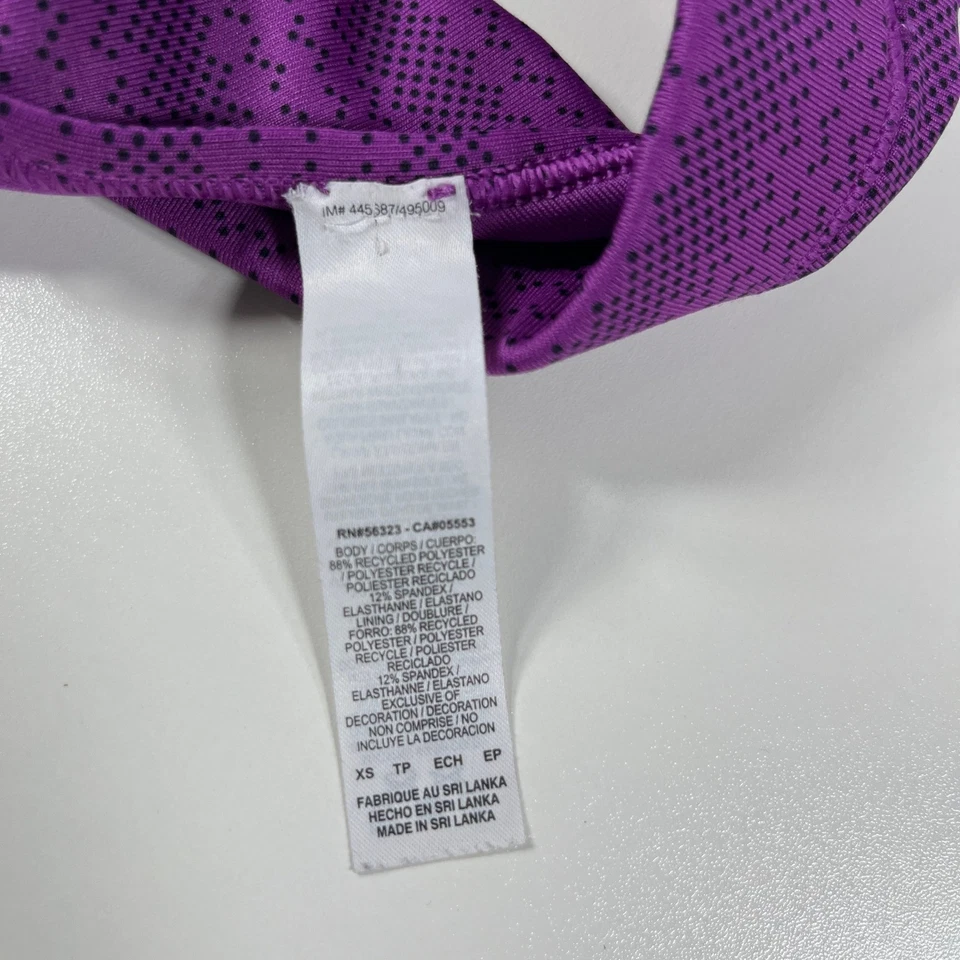 IM# 445387/495009
RN#56323 - CA#05553
BODY / CORPS / CUERPO:
88% RECYCLED POLYESTER
/ POLYESTER RECYCLE /
POLIESTER RECICLADO
12% SPANDEX /
ELASTHANNE / ELASTANO
LINING / DOUBLURE /
FORRO: 88% RECYCLED
POLYESTER / POLYESTER
RECYCLE / POLIESTER
RECICLADO
12% SPANDEX /
ELASTHANNE / ELASTANO
EXCLUSIVE OF
DECORATION / DECORATION
NON COMPRISE / NO
INCLUYE LA DECORACION
XS TP ECH EP
FABRIQUE AU SRI LANKA
HECHO EN SRI LANKA
MADE IN SRI LANKA